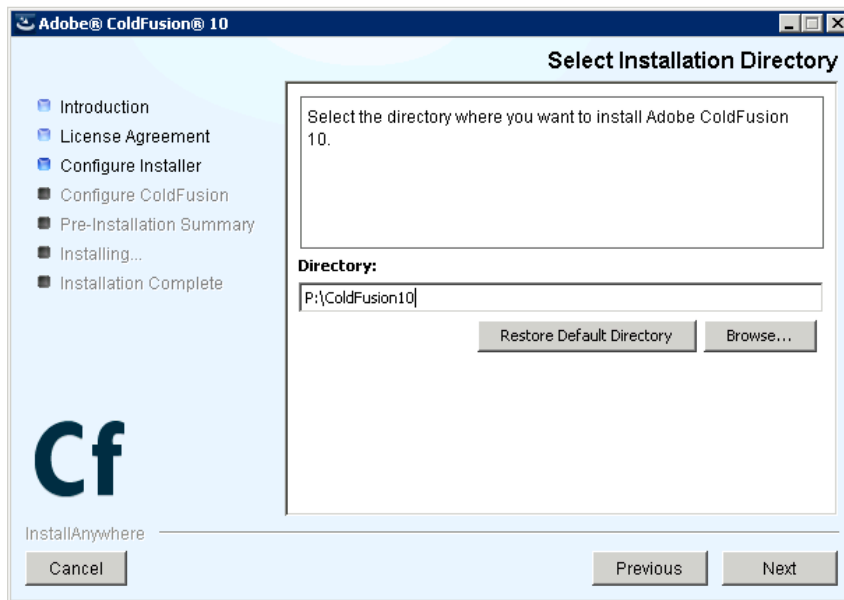 Adobe® ColdFusion® 10
Select Installation Directory
Introduction
License Agreement
Configure Installer
Configure ColdFusion
Pre-Installation Summary
Installing...
Installation Complete
Select the directory where you want to install Adobe ColdFusion
10.
Directory:
P:\ColdFusion10
Restore Default Directory
Browse...
Cf
InstallAnywhere
Cancel
Previous
Next